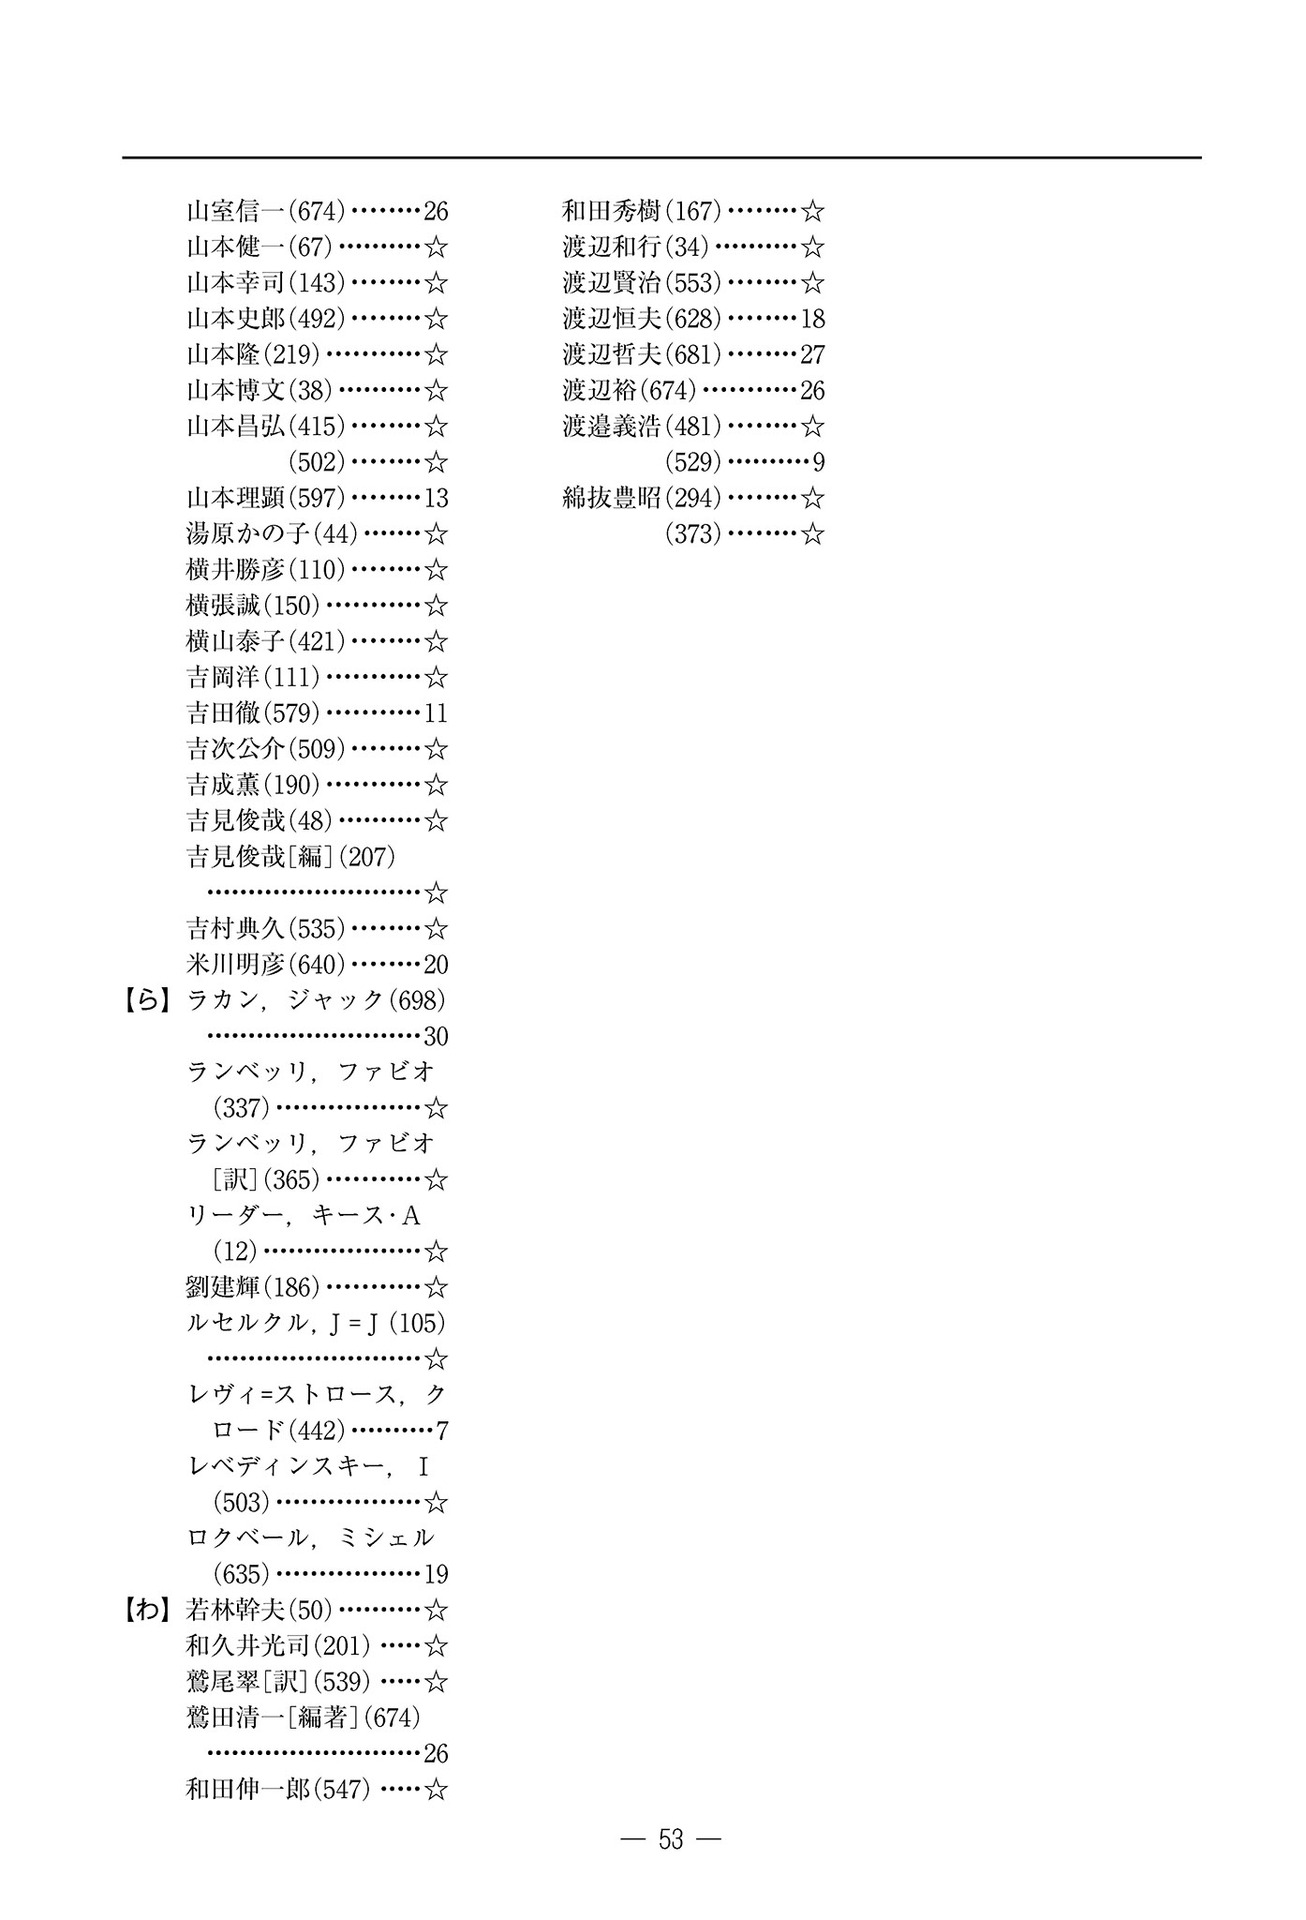 山室信一(674)········26
山本健一(67)··········☆
山本幸司(143)········☆
山本史郎(492)········☆
山本隆(219)···········☆
山本博文(38)··········☆
山本昌弘(415)········☆
(502)········☆
山本理顕(597)········13
湯原かの子(44)·······☆
横井勝彦(110)········☆
横張誠(150)···········☆
横山泰子(421)········☆
吉岡洋(111)···········☆
吉田徹(579)···········11
吉次公介(509)········☆
吉成薫(190)···········☆
吉見俊哉(48)··········☆
吉見俊哉[編](207)
·························☆
吉村典久(535)········☆
米川明彦(640)········20
【ら】ラカン，ジャック(698)
·························30
ランベッリ，ファビオ
(337)·················☆
ランベッリ，ファビオ
[訳](365)···········☆
リーダー，キース・A
(12)···················☆
劉建輝(186)···········☆
ルセルクル, J＝J (105)
·························☆
レヴィ=ストロース，ク
ロード(442)··········7
レベディンスキー，I
(503)·················☆
ロクベール，ミシェル
(635)·················19
【わ】若林幹夫(50)··········☆
和久井光司(201)·····☆
鷲尾翠[訳](539)·····☆
鷲田清一[編著](674)
·························26
和田伸一郎(547)·····☆
和田秀樹(167)········☆
渡辺和行(34)··········☆
渡辺賢治(553)········☆
渡辺恒夫(628)········18
渡辺哲夫(681)········27
渡辺裕(674)···········26
渡邉義浩(481)········☆
(529)··········9
綿抜豊昭(294)········☆
(373)········☆
― 53 ―